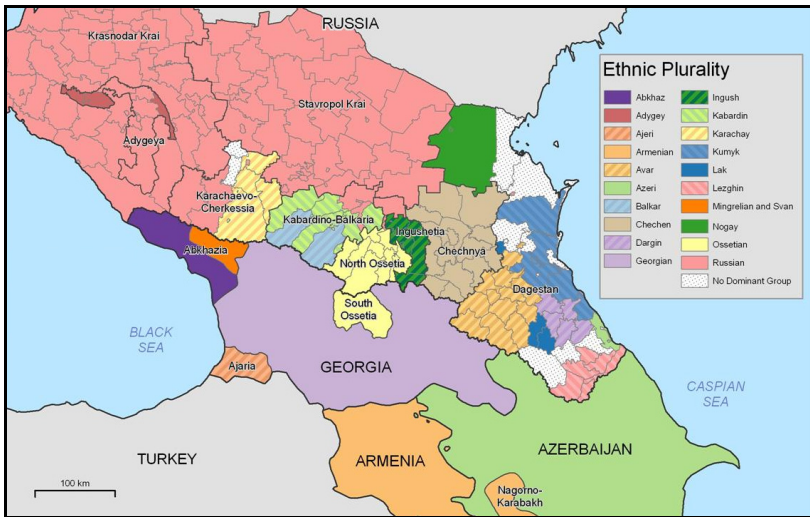 RUSSIA
Krasnodar Krai
Stavropol Krai
Adygeya
Karachaevo-
Cherkessia
Kabardino-Balkaria
Ingushetia
Abkhazia
North Ossetia
Chechnya
South
Ossetia
Dagestan
BLACK
SEA
GEORGIA
Ajaria
CASPIAN
SEA
TURKEY
ARMENIA
AZERBAIJAN
Nagorno-
Karabakh
100 km
Ethnic Plurality
Abkhaz
Adygey
Ajeri
Armenian
Avar
Azeri
Balkar
Chechen
Dargin
Georgian
Ingush
Kabardin
Karachay
Kumyk
Lak
Lezghin
Mingrelian and Svan
Nogay
Ossetian
Russian
No Dominant Group